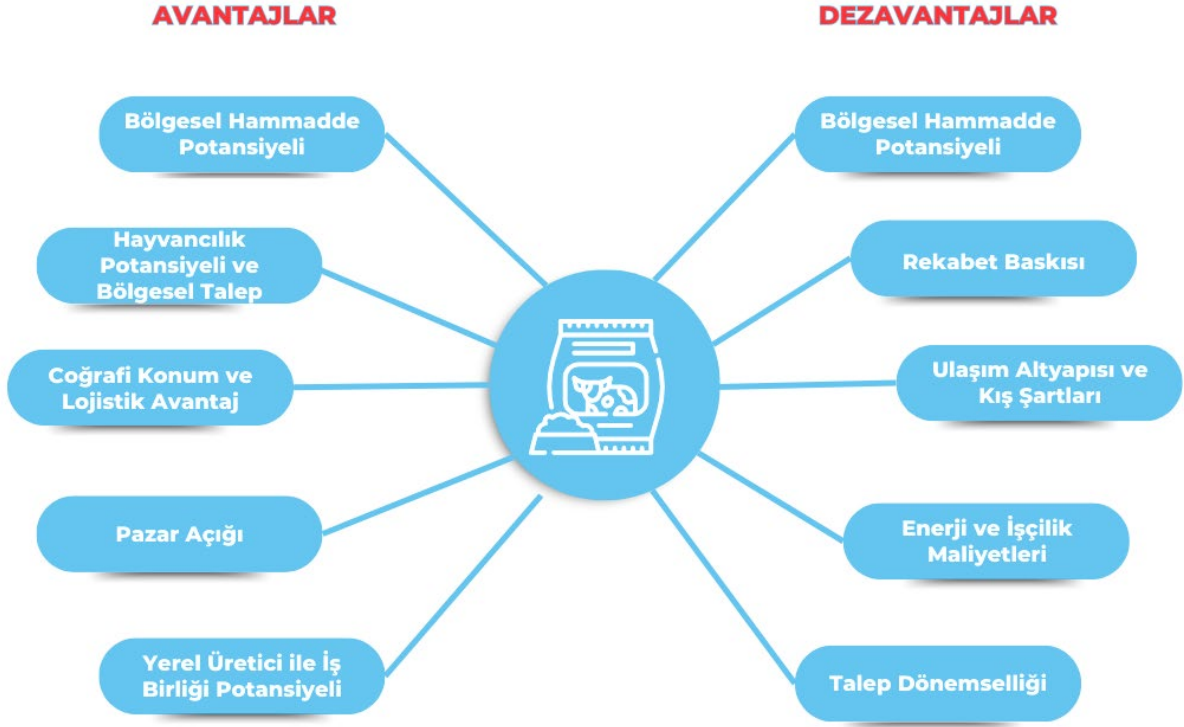 AVANTAJLAR
Bölgesel Hammadde
Potansiyeli
Hayvancılık
Potansiyeli ve
Bölgesel Talep
Coğrafi Konum ve
Lojistik Avantaj
Pazar Açığı
Yerel Üretici ile İş
Birliği Potansiyeli
DEZAVANTAJLAR
Bölgesel Hammadde
Potansiyeli
Rekabet Baskısı
Ulaşım Altyapısı ve
Kış Şartları
Enerji ve İşçilik
Maliyetleri
Talep Dönemselliği